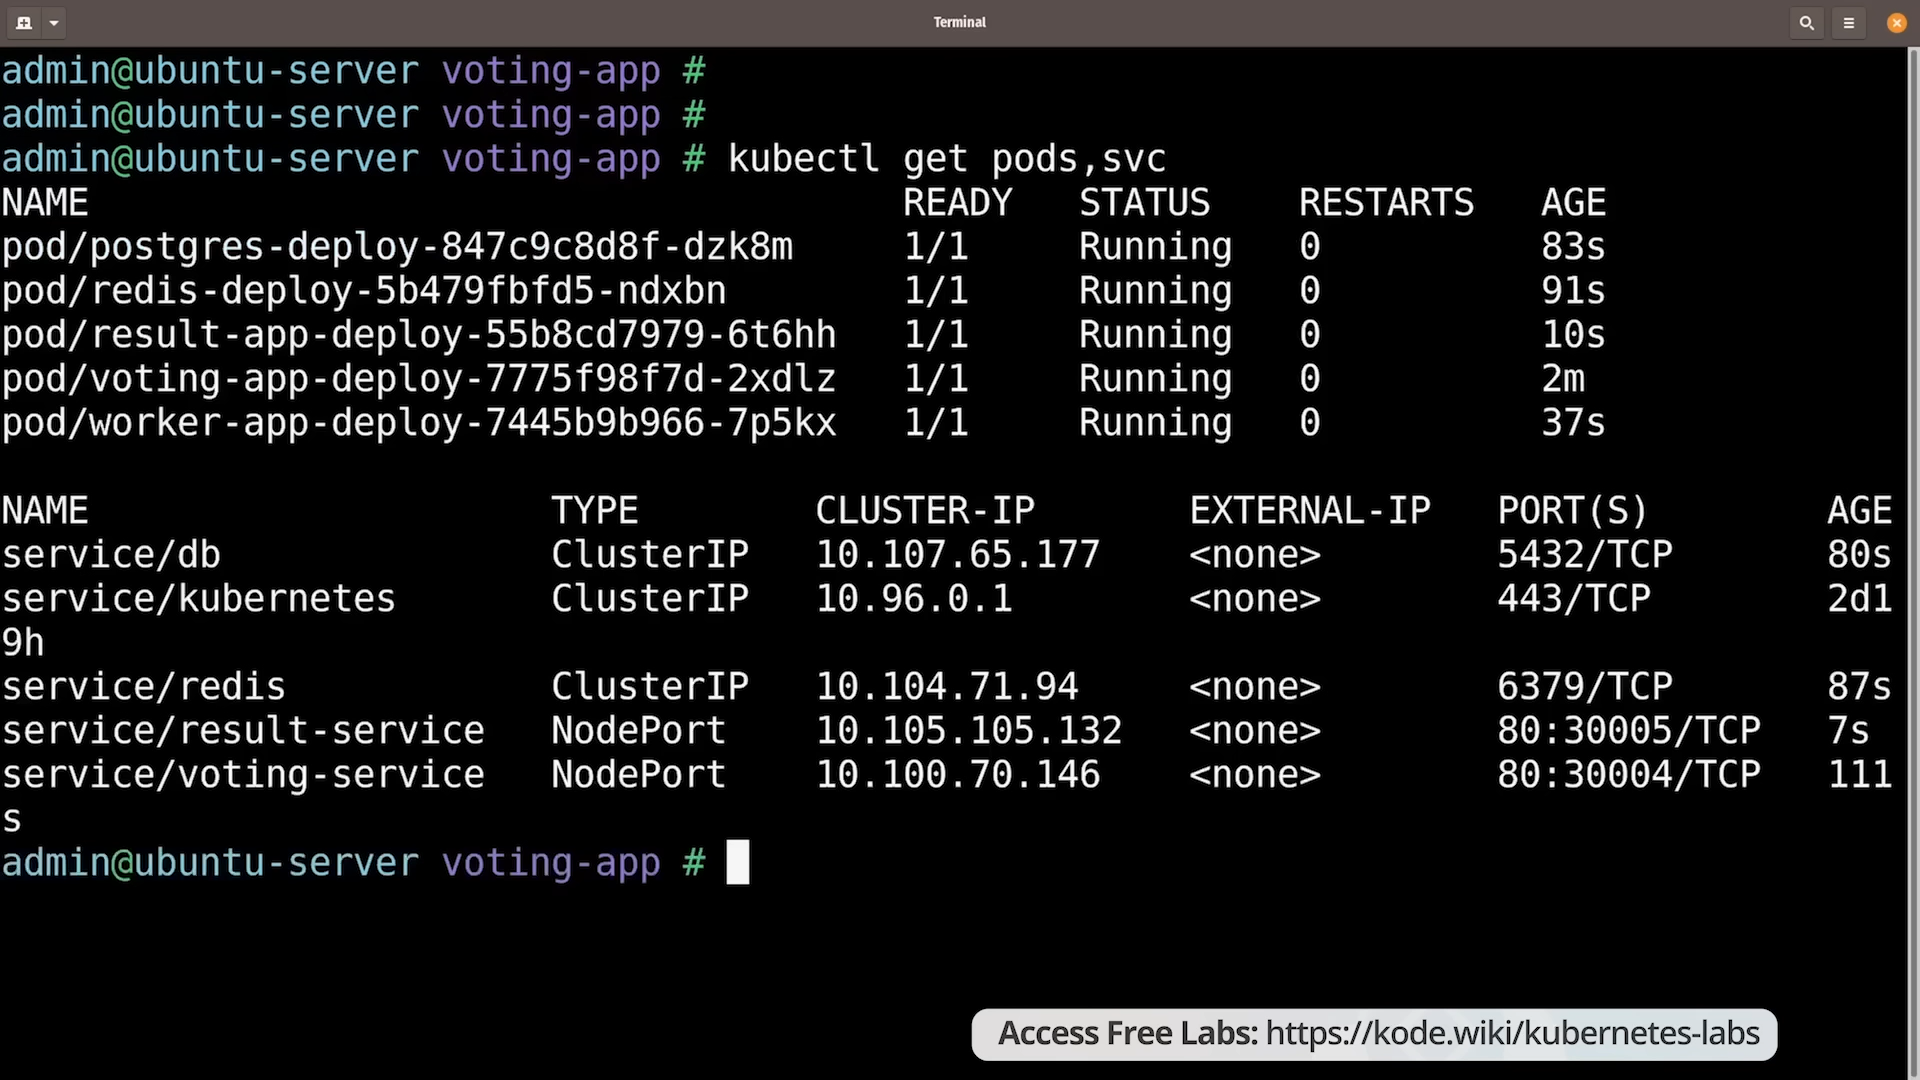 Terminal
admin@ubuntu-server voting-app #
admin@ubuntu-server voting-app #
admin@ubuntu-server voting-app # kubectl get pods,svc
NAME READY STATUS RESTARTS AGE
pod/postgres-deploy-847c9c8d8f-dzk8m 1/1 Running 0 83s
pod/redis-deploy-5b479fbfd5-ndxbn 1/1 Running 0 91s
pod/result-app-deploy-55b8cd7979-6t6hh 1/1 Running 0 10s
pod/voting-app-deploy-7775f98f7d-2xdlz 1/1 Running 0 2m
pod/worker-app-deploy-7445b9b966-7p5kx 1/1 Running 0 37s
NAME TYPE CLUSTER-IP EXTERNAL-IP PORT(S) AGE
service/db ClusterIP 10.107.65.177 <none> 5432/TCP 80s
service/kubernetes ClusterIP 10.96.0.1 <none> 443/TCP 2d1
9h
service/redis ClusterIP 10.104.71.94 <none> 6379/TCP 87s
service/result-service NodePort 10.105.105.132 <none> 80:30005/TCP 7s
service/voting-service NodePort 10.100.70.146 <none> 80:30004/TCP 111
s
admin@ubuntu-server voting-app #
Access Free Labs: https://kode.wiki/kubernetes-labs